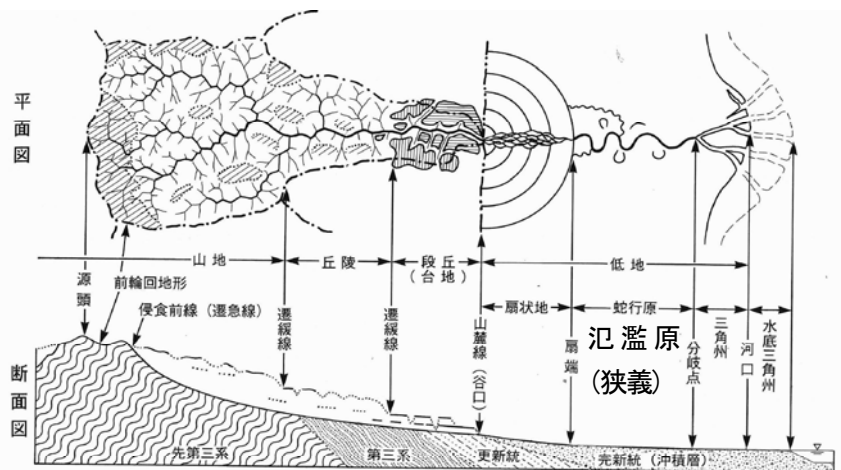 平面図
山地
丘陵
段丘
(台地)
低地
源頭
前輪回地形
侵食前線(遷急線)
遷緩線
遷緩線
山麓線(谷口)
扇状地
扇端
蛇行原
氾濫原
(狭義)
分岐点
三角州
河口
水底三角州
断面図
先第三系
第三系
更新統
完新統(沖積層)